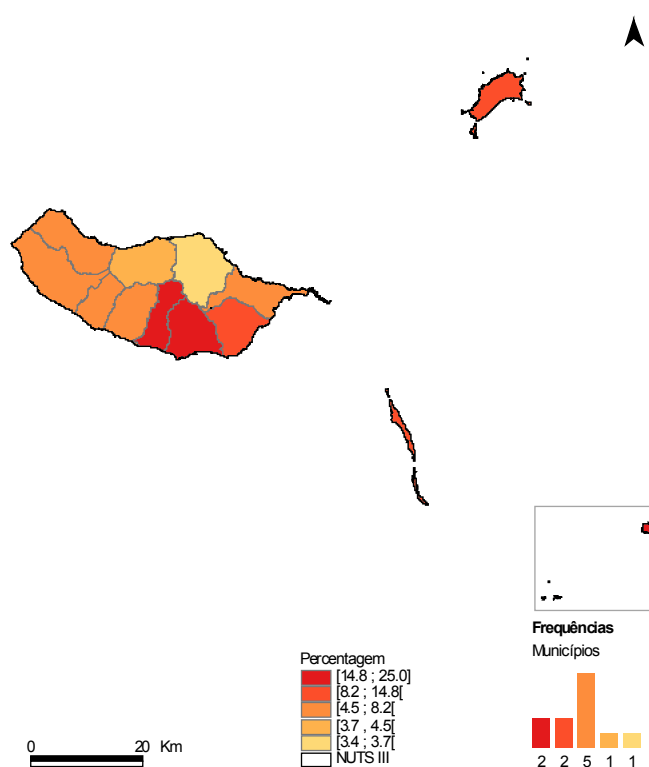 Frequências
Municípios
2 2 5 1 1
Percentagem
[14.8 ; 25.0]
[8.2 ; 14.8[
[4.5 ; 8.2[
[3.7 , 4.5[
[3.4 ; 3.7[
NUTS III
0 20 Km